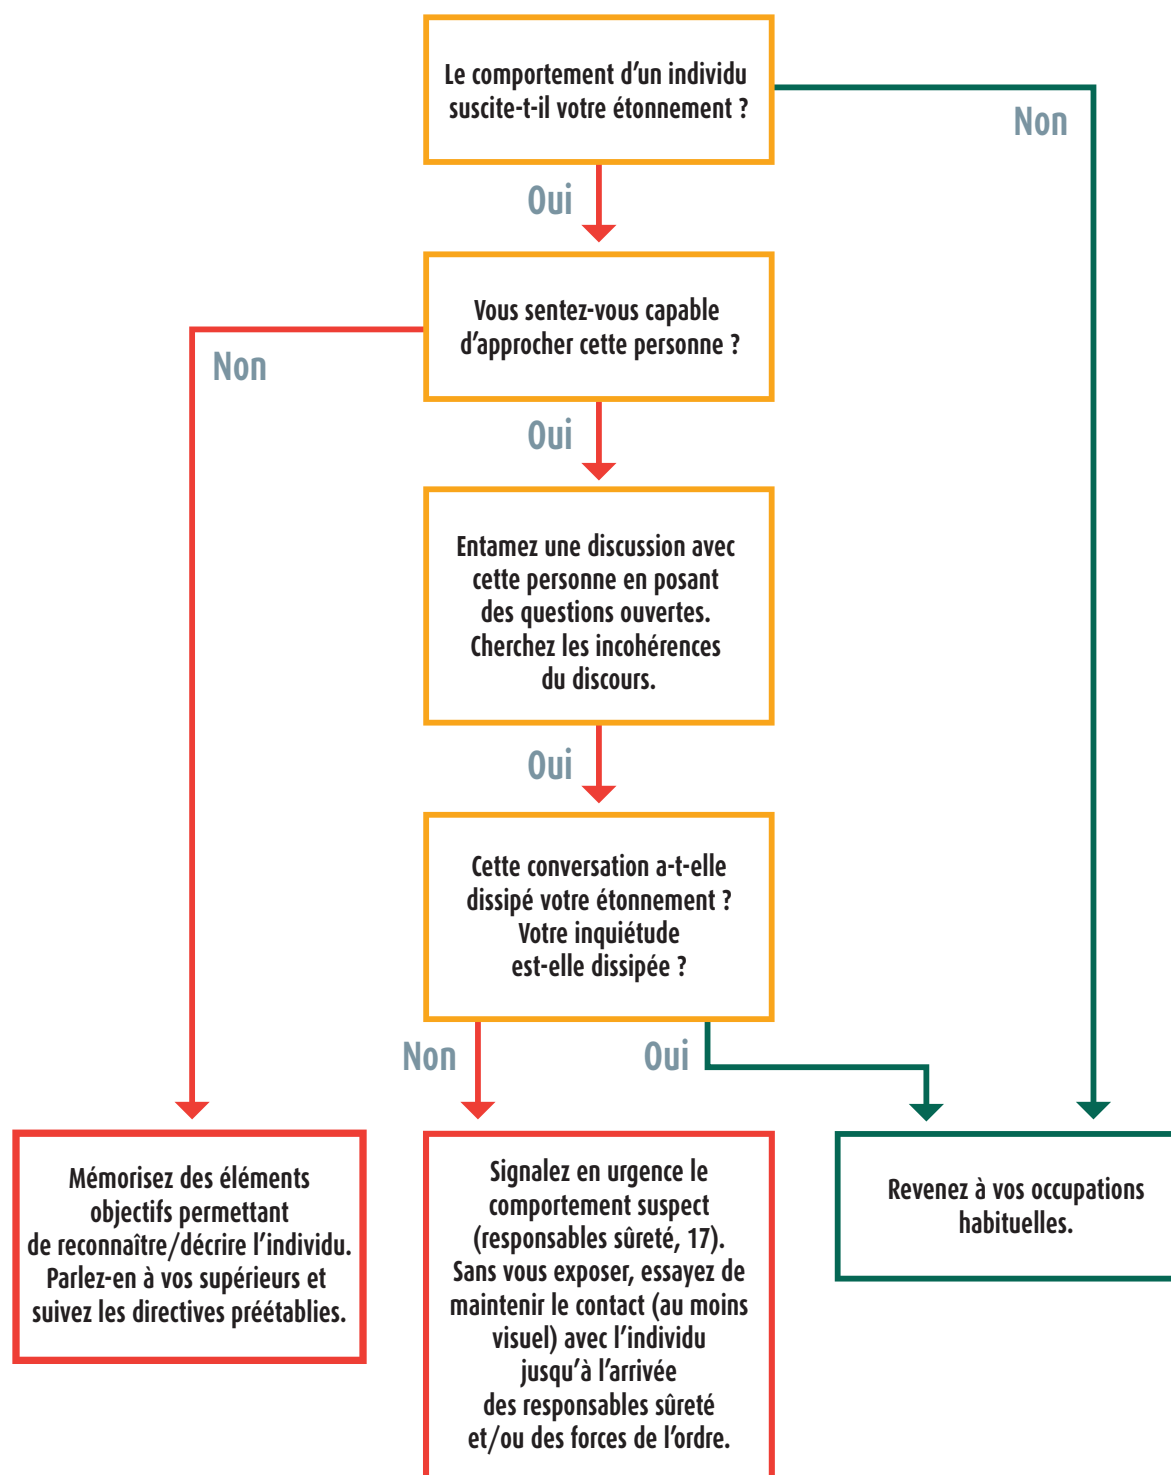 Le comportement d’un individu
suscite-t-il votre étonnement ?
Non
Oui
Vous sentez-vous capable
d’approcher cette personne ?
Non
Oui
Entamez une discussion avec
cette personne en posant
des questions ouvertes.
Cherchez les incohérences
du discours.
Oui
Cette conversation a-t-elle
dissipé votre étonnement ?
Votre inquiétude
est-elle dissipée ?
Non
Oui
Mémorisez des éléments
objectifs permettant
de reconnaître/décrire l’individu.
Parlez-en à vos supérieurs et
suivez les directives préétablies.
Signalez en urgence le
comportement suspect
(responsables sûreté, 17).
Sans vous exposer, essayez de
maintenir le contact (au moins
visuel) avec l’individu
jusqu’à l’arrivée
des responsables sûreté
et/ou des forces de l’ordre.
Revenez à vos occupations
habituelles.